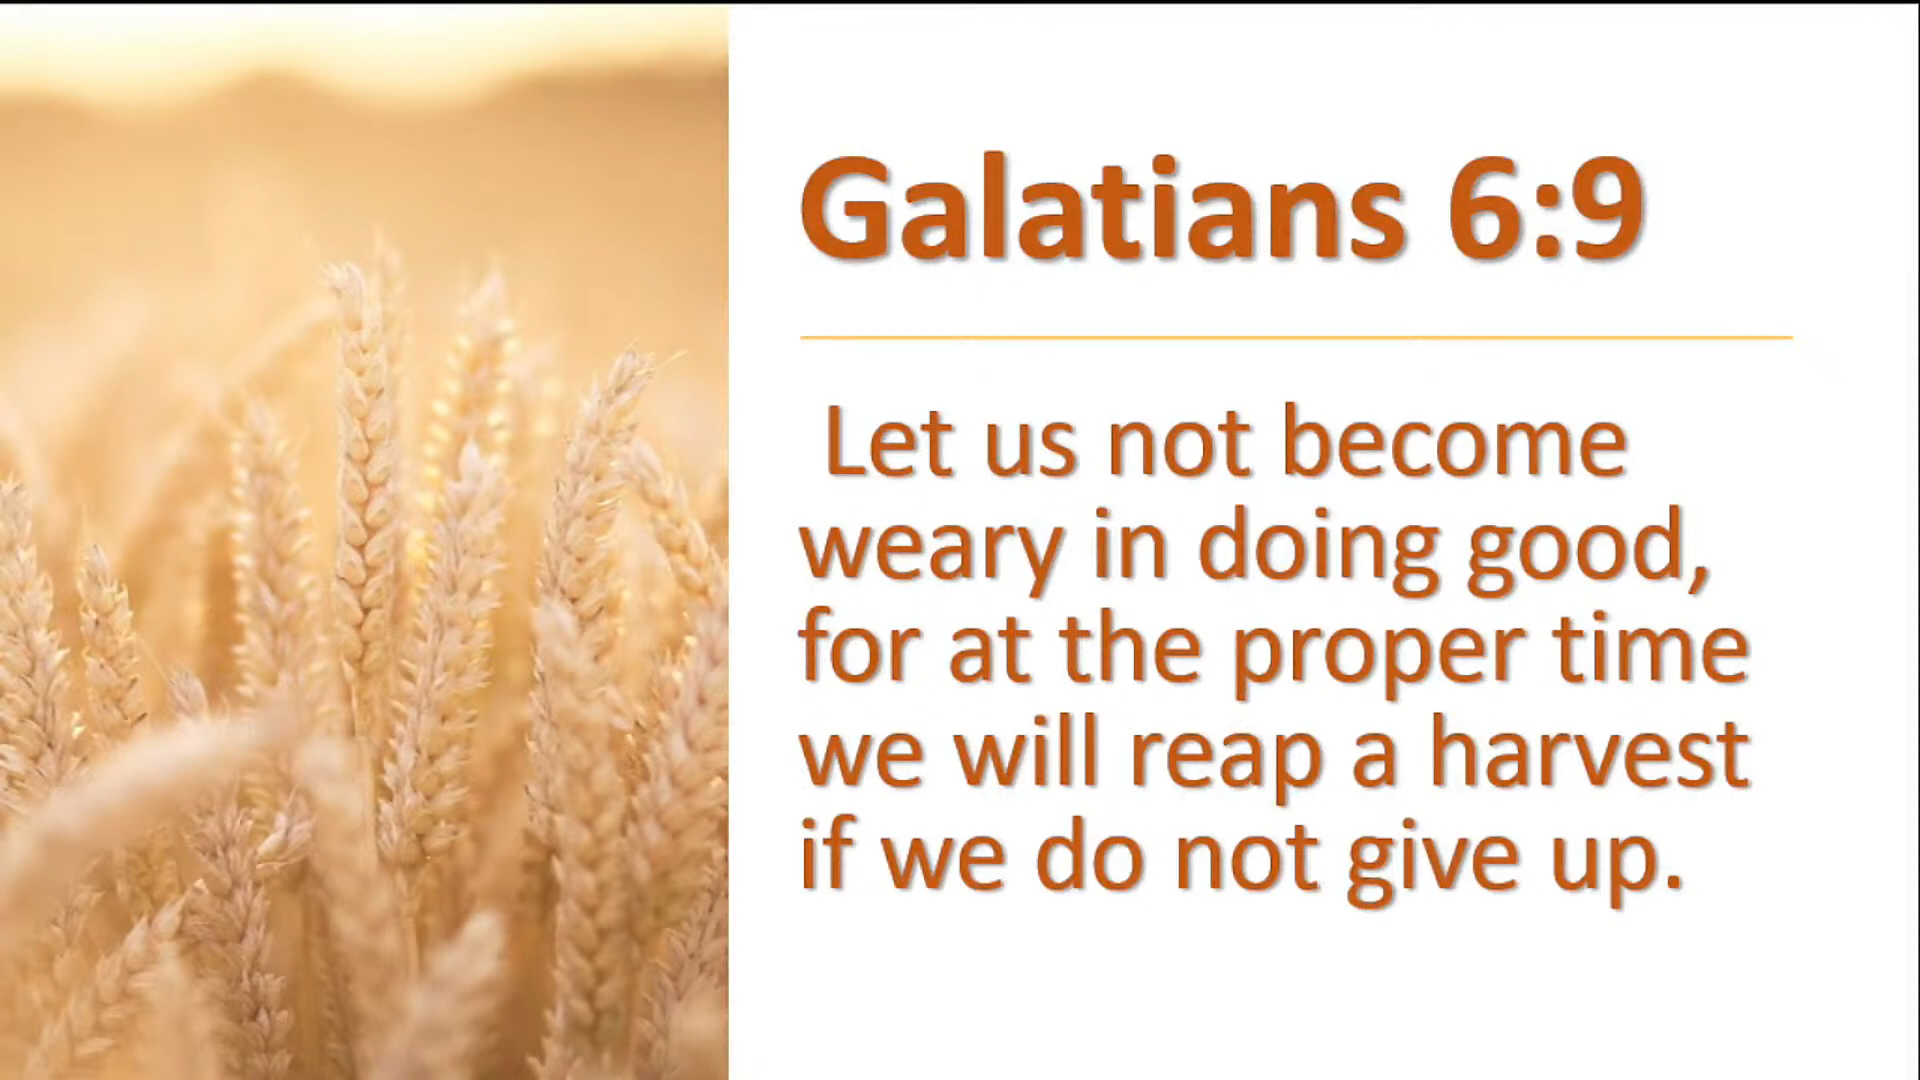 Galatians 6:9
Let us not become
weary in doing good,
for at the proper time
we will reap a harvest
if we do not give up.